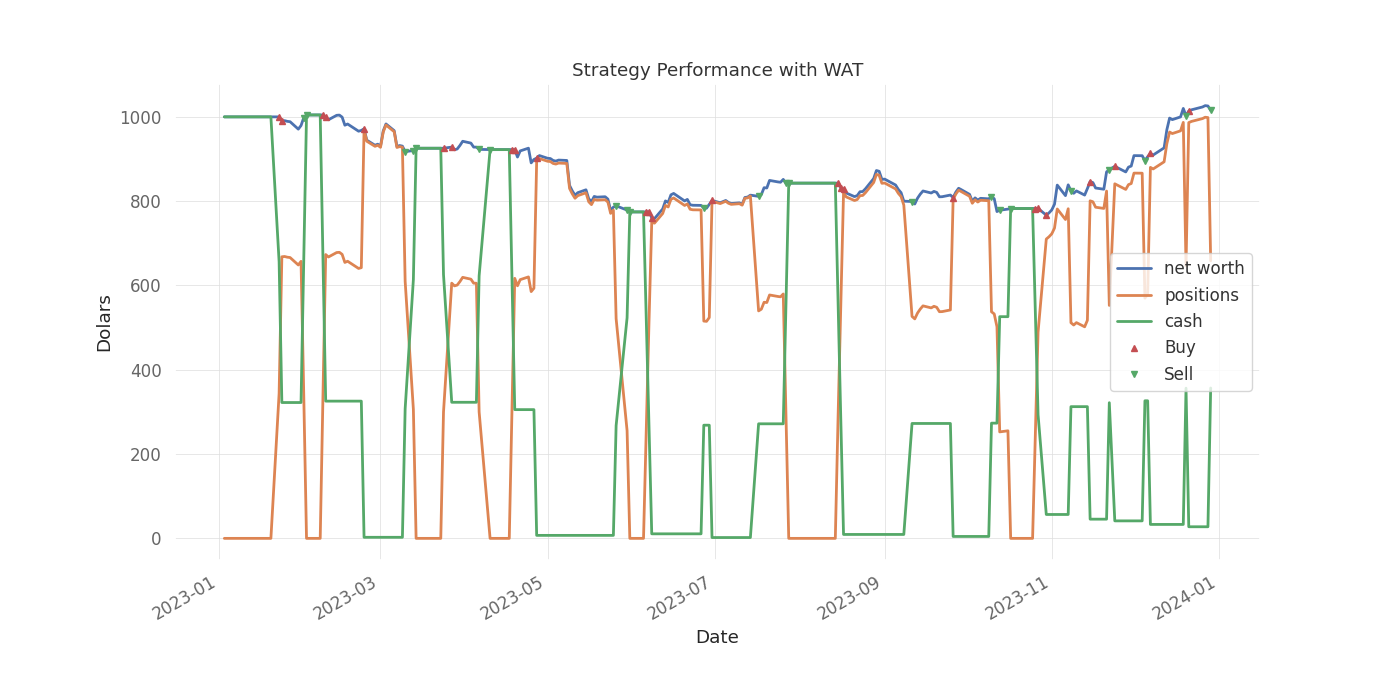 Strategy Performance with WAT
1000
800
600
400
200
0
Dolars
net worth
positions
cash
Buy
Sell
2023-01
2023-03
2023-05
2023-07
2023-09
2023-11
2024-01
Date